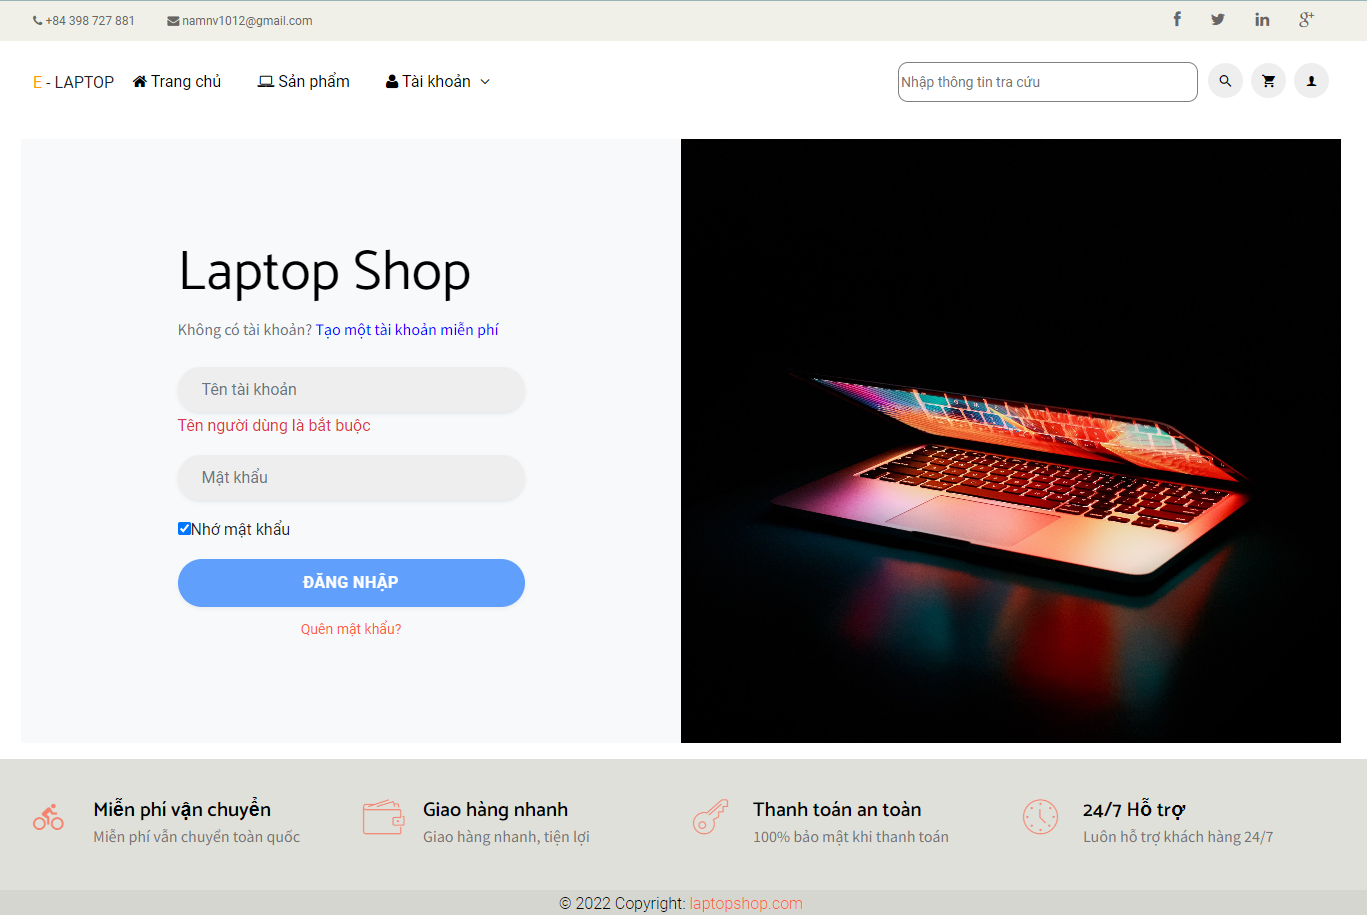 +84 398 727 881
namnv1012@gmail.com
E - LAPTOP
Trang chủ
Sản phẩm
Tài khoản
Nhập thông tin tra cứu
Laptop Shop
Không có tài khoản? Tạo một tài khoản miễn phí
Tên tài khoản
Tên người dùng là bắt buộc
Mật khẩu
Nhớ mật khẩu
ĐĂNG NHẬP
Quên mật khẩu?
Miễn phí vận chuyển
Miễn phí vẫn chuyển toàn quốc
Giao hàng nhanh
Giao hàng nhanh, tiện lợi
Thanh toán an toàn
100% bảo mật khi thanh toán
24/7 Hỗ trợ
Luôn hỗ trợ khách hàng 24/7
© 2022 Copyright: laptopshop.com